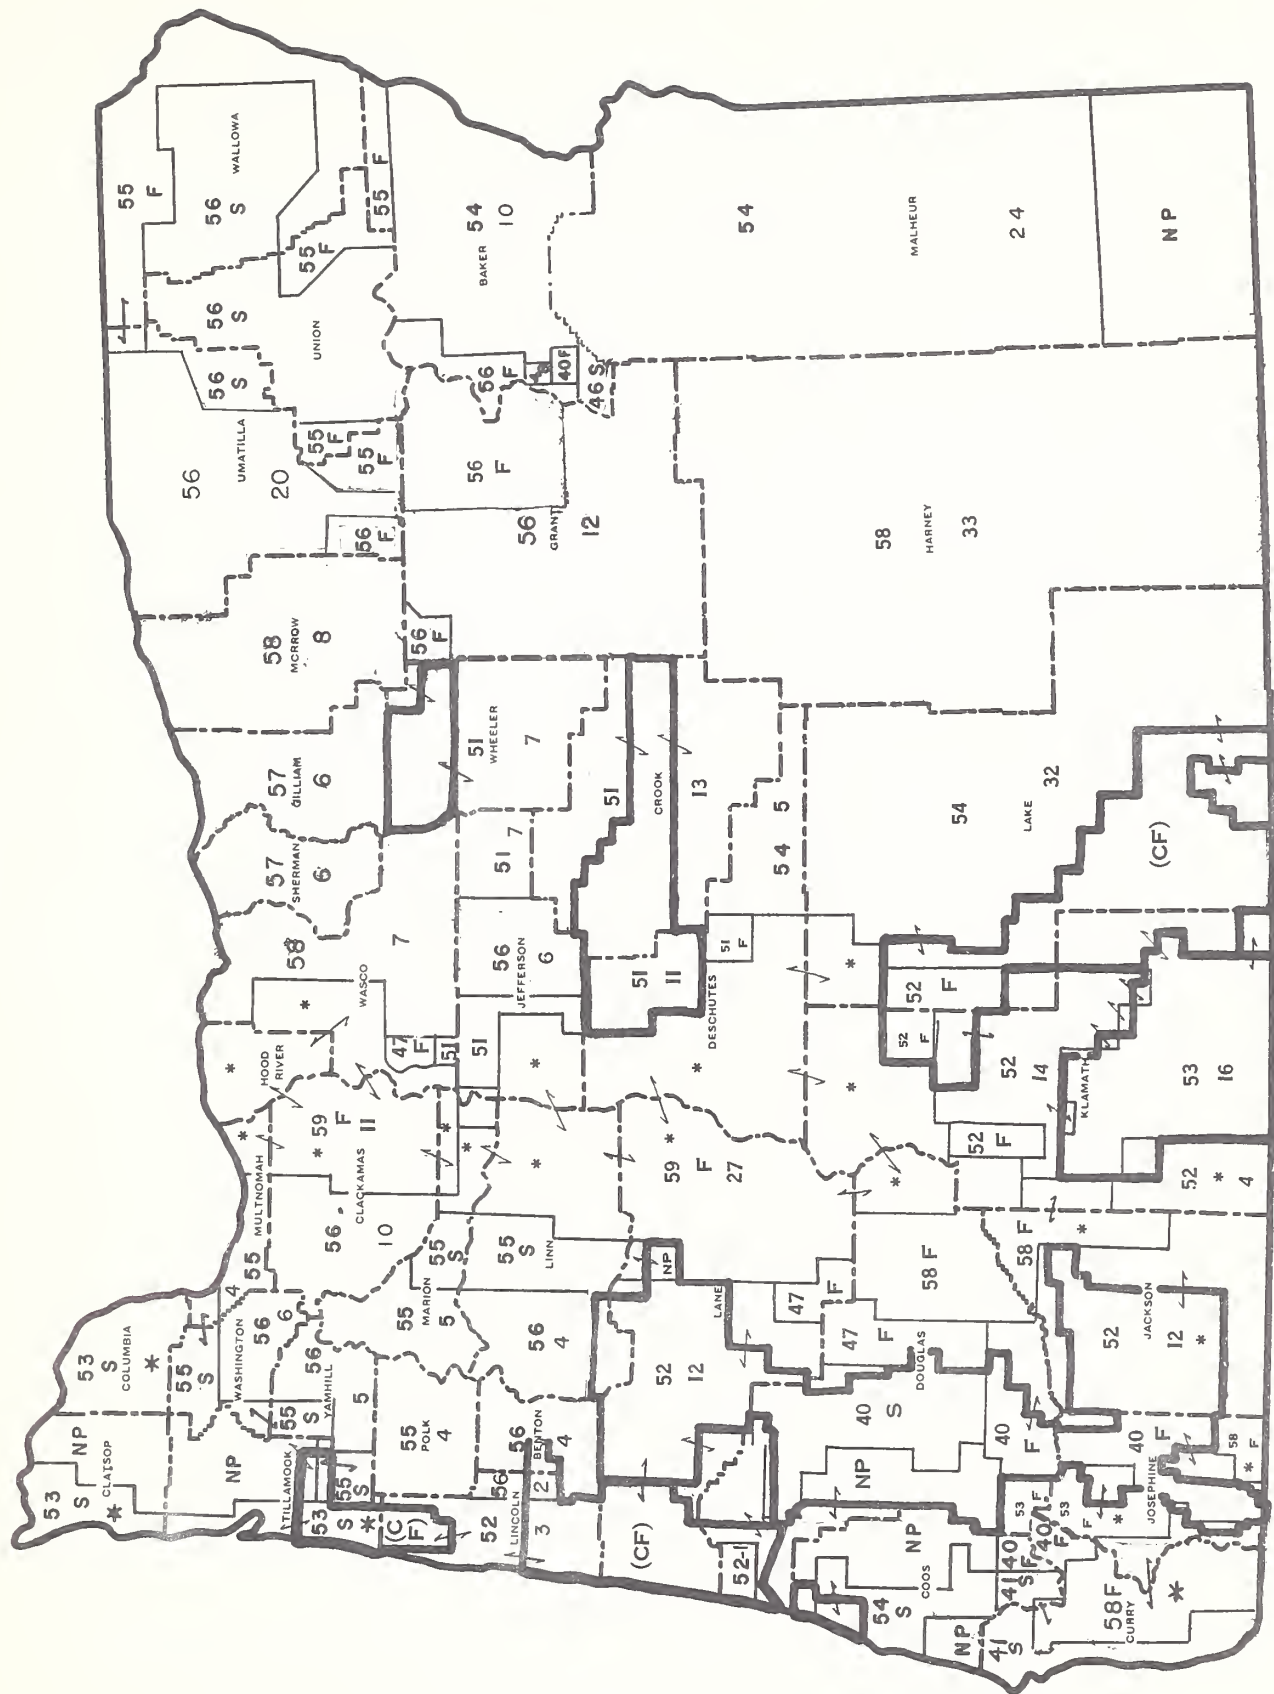 53
S
COLUMBIA
*
NP
CLATSOP
53
S
*
55
S
NP
TILLAMOOK
53
S
*
(C
F)
WASHINGTON
56
6
4
55
MULTNOMAH
*
HOOD
RIVER
*
*
58
WASCO
7
47
F
51
57
SHERMAN
6
57
GILLIAM
6
58
MORROW
8
56
UMATILLA
20
56
F
56
S
55
F
55
F
56
S
UNION
55
F
56
S
WALLOWA
55
F
55
F
56
YAMHILL
5
55
S
55
S
* 59
F
11
CLACKAMAS
56
10
*
55
MARION
5
55
S
*
55
POLK
4
52
LINCOLN
3
56
56
BENTON
4
2
56
4
55
S
LINN
*
51
56
JEFFERSON
6
*
51
7
51
WHEELER
7
56
F
56
GRANT
12
56
F
56
F
40F
46 S
54
BAKER
10
54
MALHEUR
24
NP
58
HARNEY
33
51
CROOK
13
51
11
DESCHUTES
*
51
F
54
5
*
*
59 *
F
27
LANE
52
12
NP
(CF)
52-1
47
F
47
F
58 F
DOUGLAS
40
S
NP
40
F
*
52
F
52
F
52
14
KLAMATH
53
16
52
F
52
*
4
54
LAKE
32
(CF)
58 F
*
52
JACKSON
12
*
40
F
JOSEPHINE
58
F
*
53
F
*
53
F
40
F
40
F
41
S
NP
COOS
54
S
NP
41
S
58F
CURRY
*